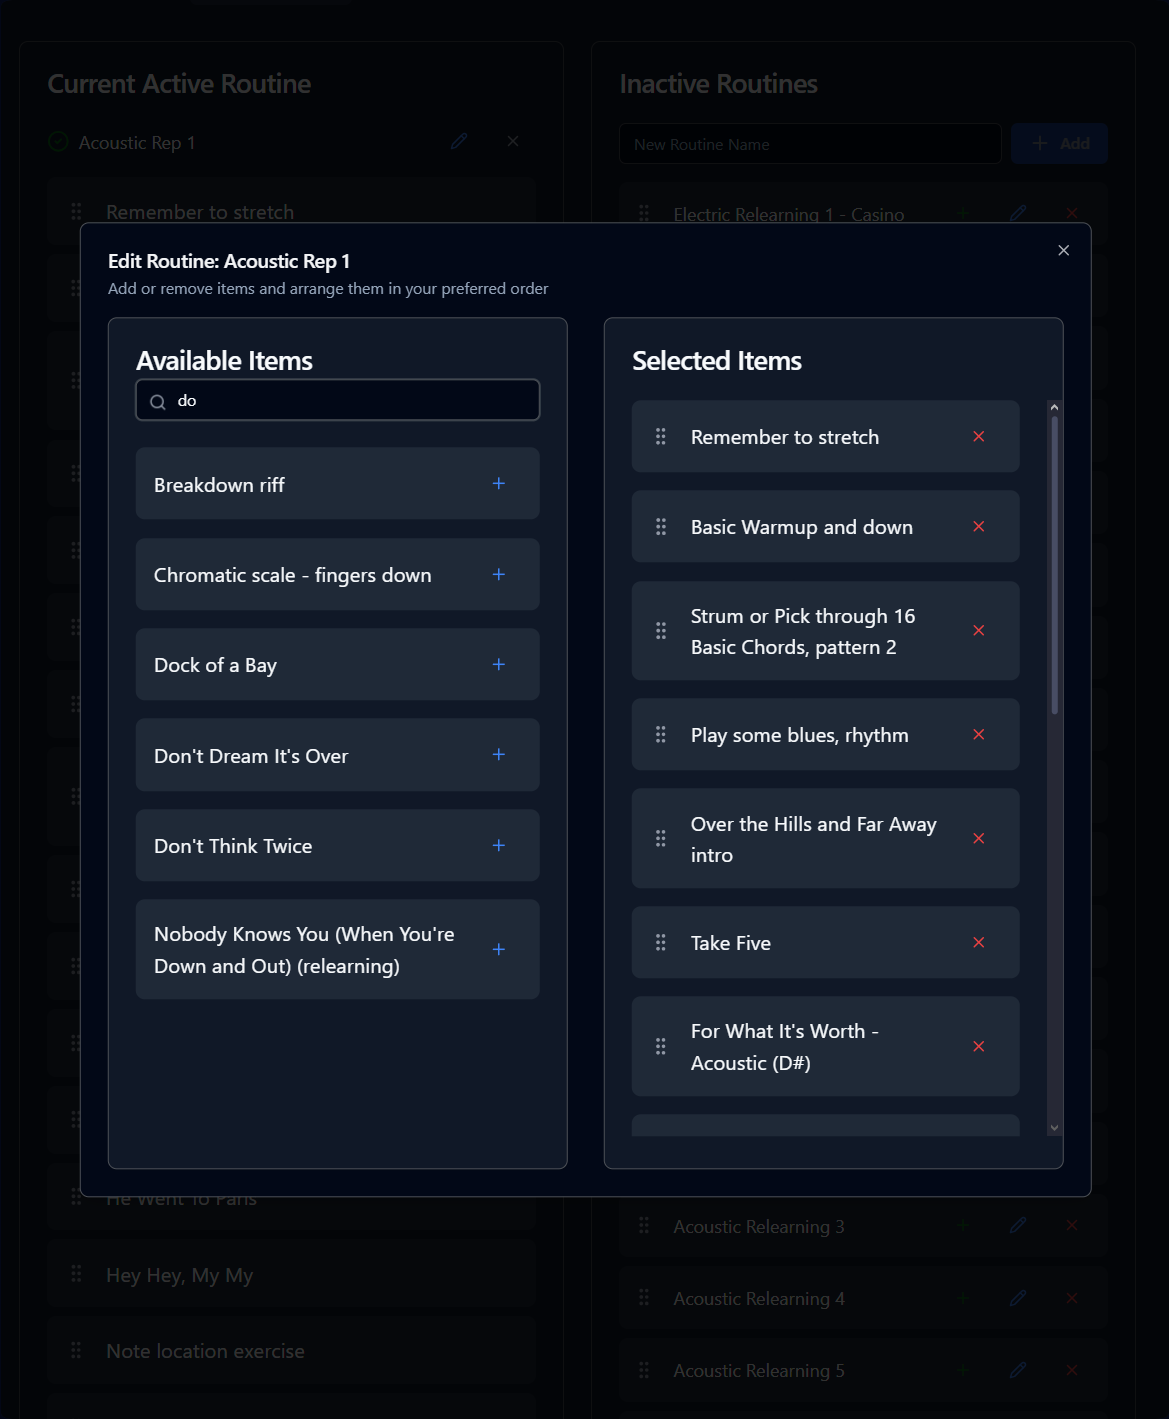 Current Active Routine
Acoustic Rep 1
Remember to stretch
Inactive Routines
New Routine Name
Add
Electric Relearning 1 - Casino
Edit Routine: Acoustic Rep 1
Add or remove items and arrange them in your preferred order
Available Items
do
Breakdown riff
Chromatic scale - fingers down
Dock of a Bay
Don't Dream It's Over
Don't Think Twice
Nobody Knows You (When You're
Down and Out) (relearning)
Selected Items
Remember to stretch
Basic Warmup and down
Strum or Pick through 16
Basic Chords, pattern 2
Play some blues, rhythm
Over the Hills and Far Away
intro
Take Five
For What It's Worth -
Acoustic (D#)
He Went To Paris
Hey Hey, My My
Note location exercise
Acoustic Relearning 3
Acoustic Relearning 4
Acoustic Relearning 5